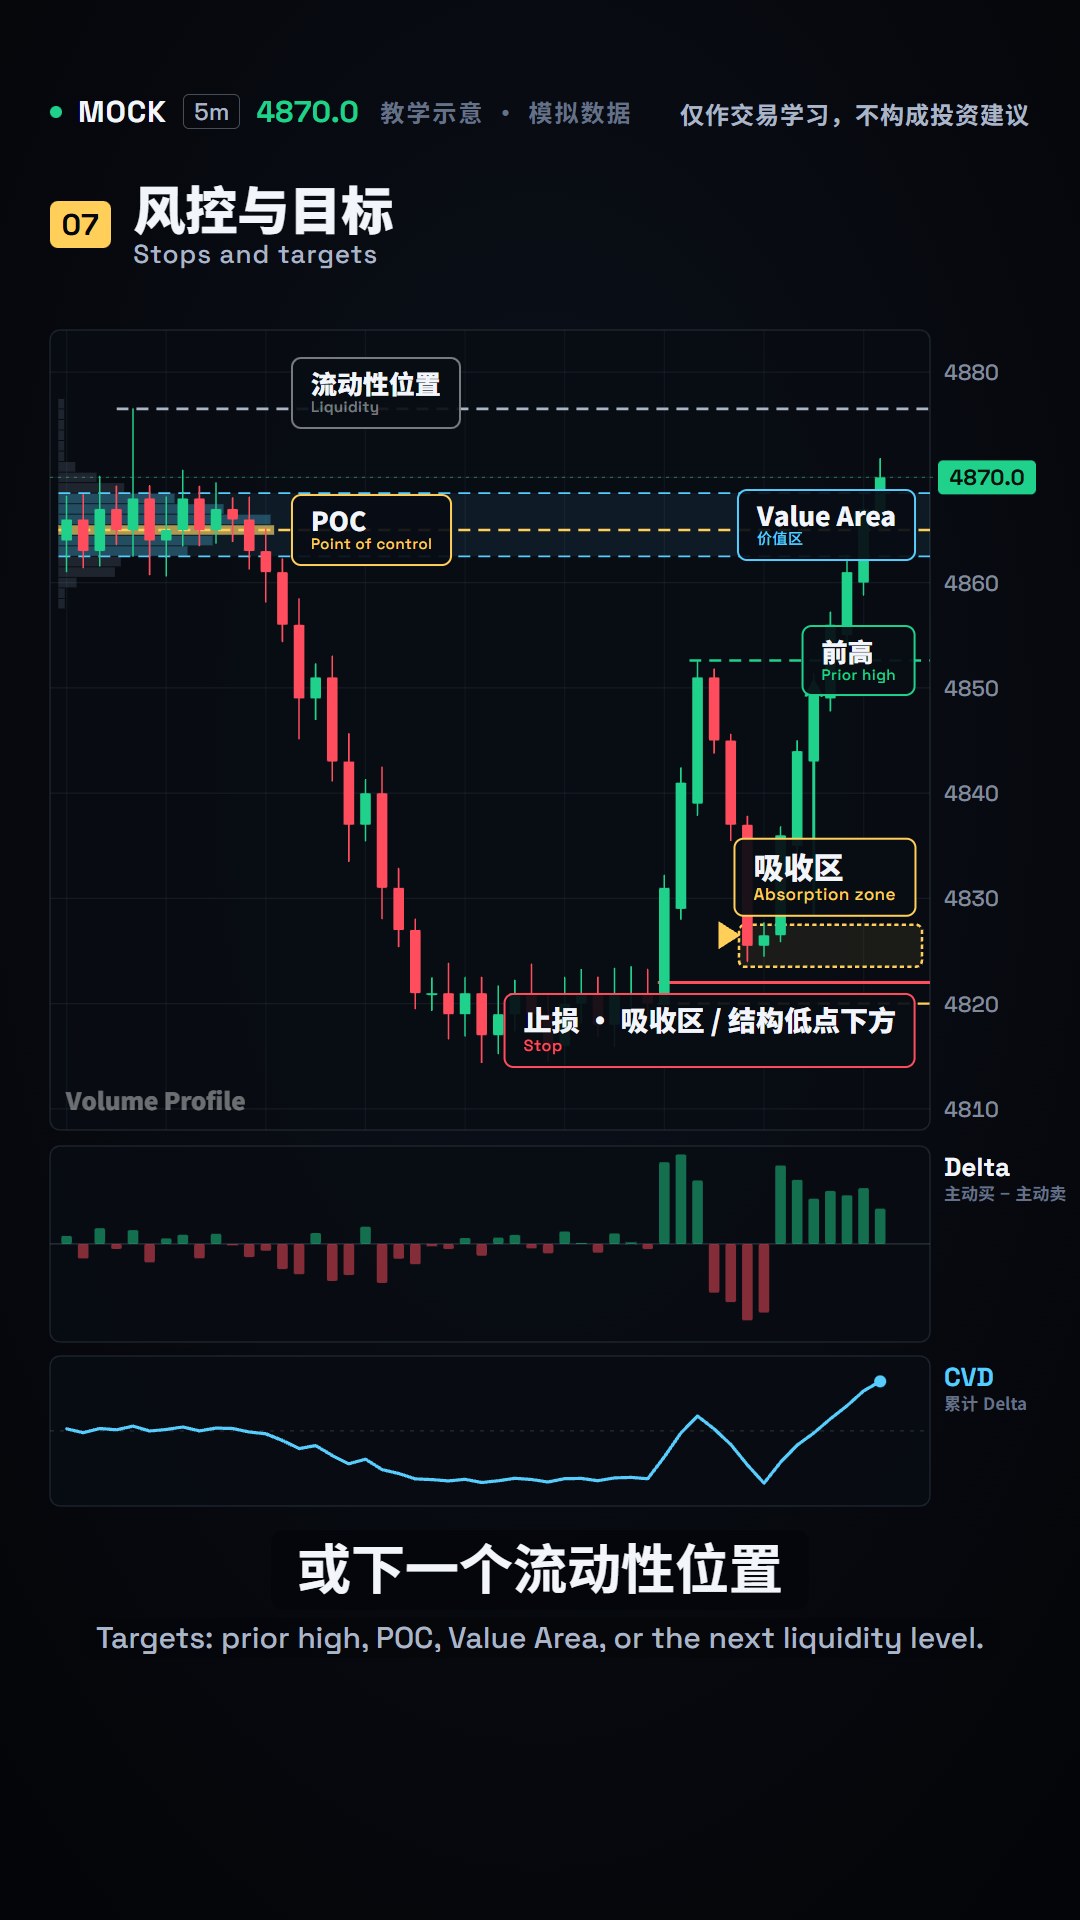 MOCK 5m 4870.0 教学示意 • 模拟数据 仅作交易学习，不构成投资建议
07 风控与目标
Stops and targets
流动性位置
Liquidity
4880
4870.0
POC
Point of control
Value Area
价值区
4860
前高
Prior high
4850
4840
吸收区
Absorption zone
4830
4820
止损 • 吸收区 / 结构低点下方
Stop
Volume Profile
4810
Delta
主动买 – 主动卖
CVD
累计 Delta
或下一个流动性位置
Targets: prior high, POC, Value Area, or the next liquidity level.